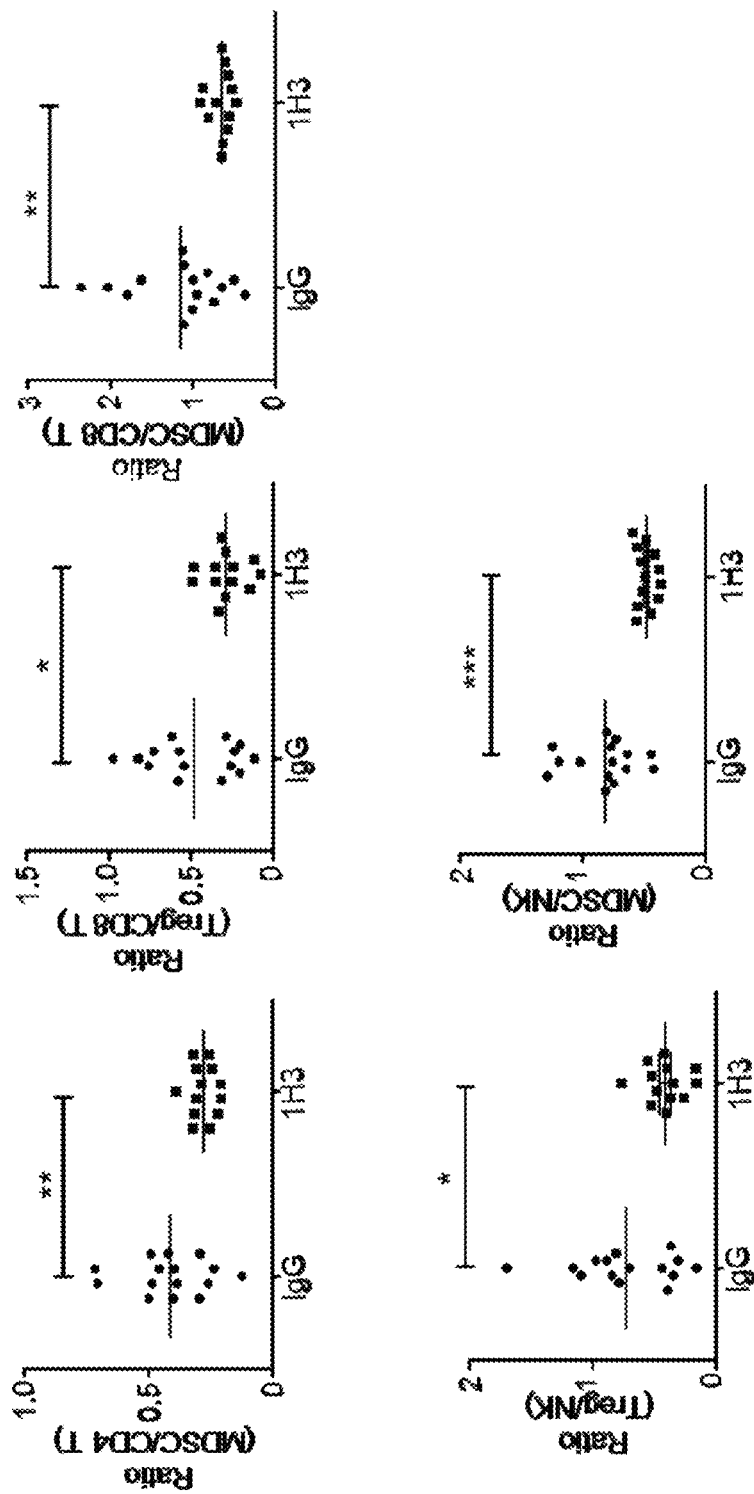 Ratio
(MDSC/CD4 T)
1.0
0.5
0
**
IgG
1H3
Ratio
(Treg/CD8 T)
1.5
1.0
0.5
0
*
IgG
1H3
Ratio
(MDSC/CD8 T)
3
2
1
0
**
IgG
1H3
Ratio
(Treg/NK)
2
1
0
*
IgG
1H3
Ratio
(MDSC/NK)
2
1
0
***
IgG
1H3